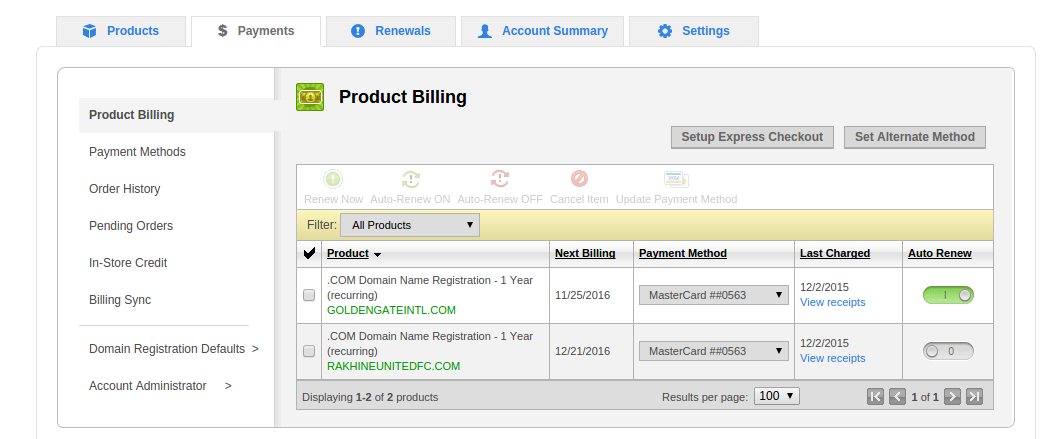 Products
$ Payments
Renewals
Account Summary
Settings
Product Billing
Payment Methods
Order History
Pending Orders
In-Store Credit
Billing Sync
Domain Registration Defaults >
Account Administrator >
Product Billing
Setup Express Checkout
Set Alternate Method
Renew Now
Auto-Renew ON
Auto-Renew OFF
Cancel Item
Update Payment Method
Filter: All Products
Product Next Billing Payment Method Last Charged Auto Renew
.COM Domain Name Registration - 1 Year
(recurring)
GOLDENGATEINTL.COM
11/25/2016
MasterCard ##0563
12/2/2015
View receipts
I
.COM Domain Name Registration - 1 Year
(recurring)
RAKHINEUNITEDFC.COM
12/21/2016
MasterCard ##0563
12/2/2015
View receipts
0
Displaying 1-2 of 2 products
Results per page: 100
1 of 1